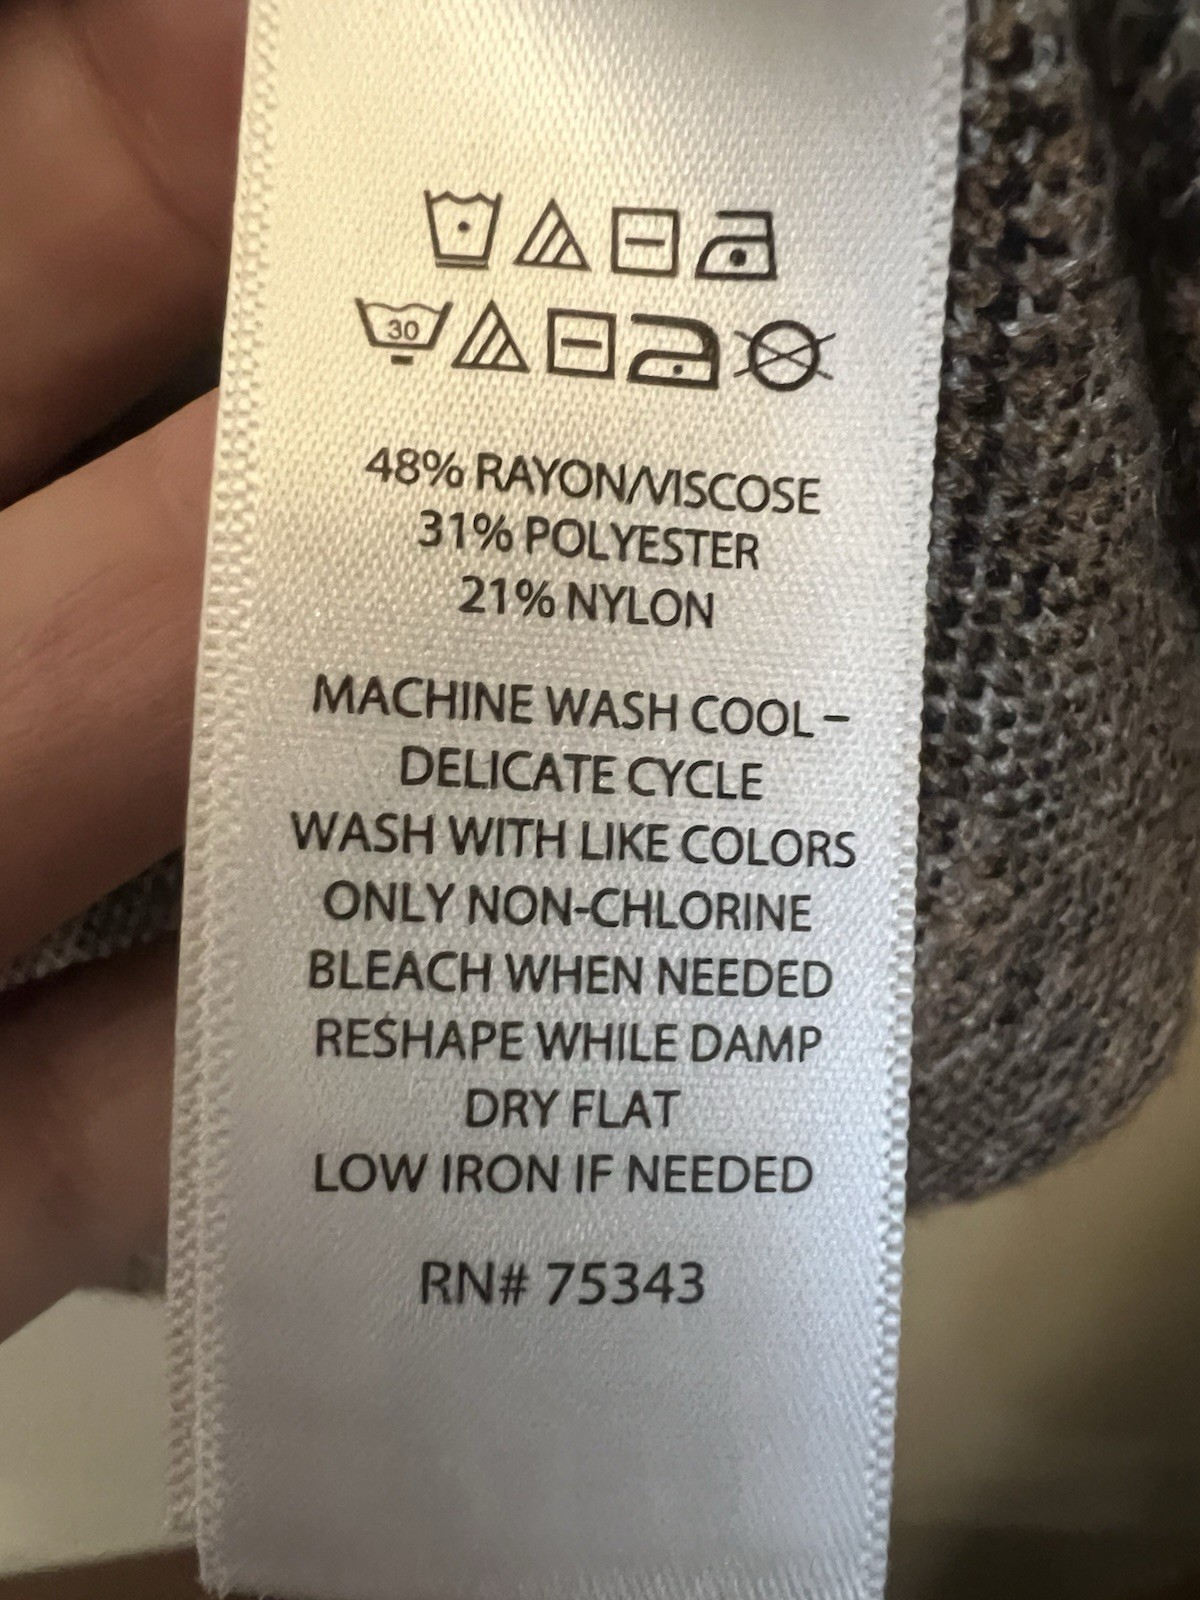 30
48% RAYON/VISCOSE
31% POLYESTER
21% NYLON
MACHINE WASH COOL –
DELICATE CYCLE
WASH WITH LIKE COLORS
ONLY NON-CHLORINE
BLEACH WHEN NEEDED
RESHAPE WHILE DAMP
DRY FLAT
LOW IRON IF NEEDED
RN# 75343